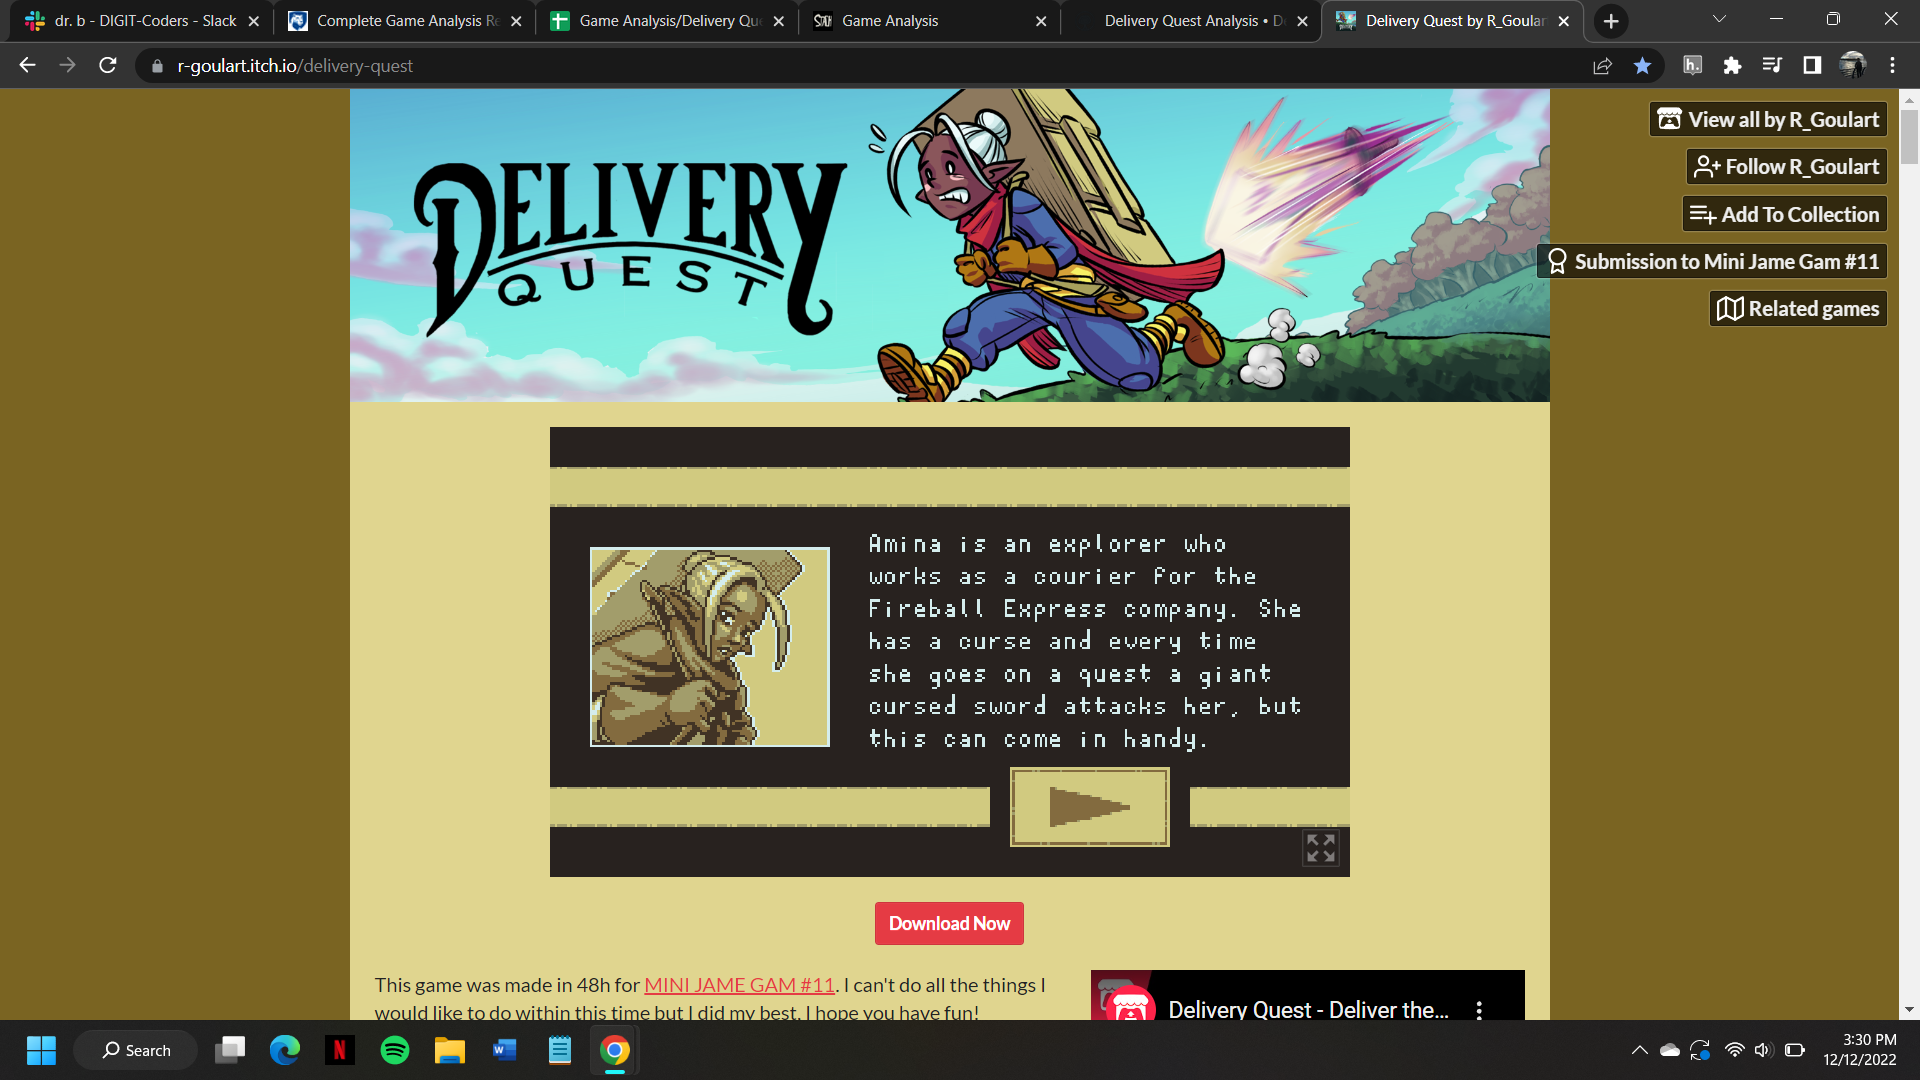 dr. b - DIGIT-Coders - Slack
Complete Game Analysis Re
Game Analysis/Delivery Que
Game Analysis
Delivery Quest Analysis • D
Delivery Quest by R_Goular
r-goulart.itch.io/delivery-quest
View all by R_Goulart
Follow R_Goulart
Add To Collection
Submission to Mini Jame Gam #11
Related games
DELIVERY
QUEST
Amina is an explorer who
works as a courier for the
Fireball Express company. She
has a curse and every time
she goes on a quest a giant
cursed sword attacks her, but
this can come in handy.
Download Now
This game was made in 48h for MINI JAME GAM #11. I can't do all the things I
would like to do within this time but I did my best. I hope you have fun!
Delivery Quest - Deliver the...
Search
3:30 PM
12/12/2022